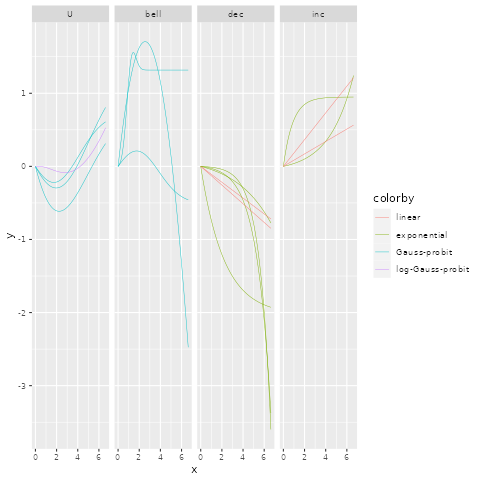 U bell dec inc
1
0
-1
-2
-3
y
0 2 4 6 0 2 4 6 0 2 4 6 0 2 4 6
x
colorby
linear
exponential
Gauss-probit
log-Gauss-probit